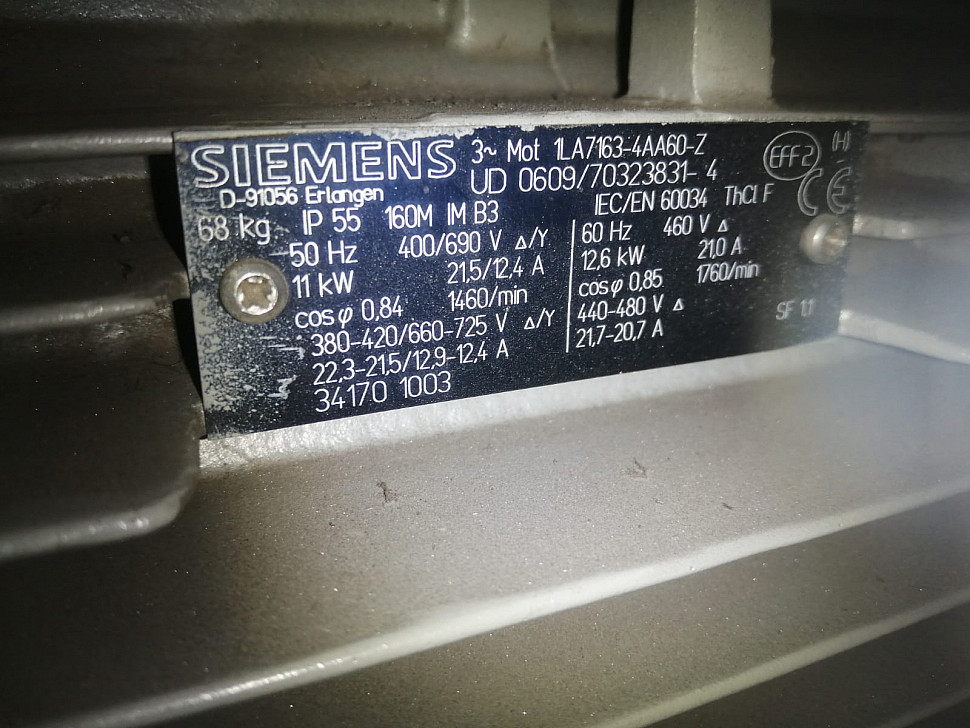 SIEMENS
3~ Mot 1LA7163-4AA60-Z
EFF2
(H)
D-91056 Erlangen
UD 0609/70323831-4
CE
68 kg IP 55 160M IM B3
IEC/EN 60034 ThCl F
50 Hz 400/690 V Δ/Y
11 kW 21,5/12,4 A
cosφ 0,84 1460/min
380-420/660-725 V Δ/Y
22,3-21,5/12,9-12,4 A
34170 1003
60 Hz 460 V Δ
12,6 kW 21,0 A
cosφ 0,85 1760/min
440-480 V Δ
21,7-20,7 A
SF 1.1